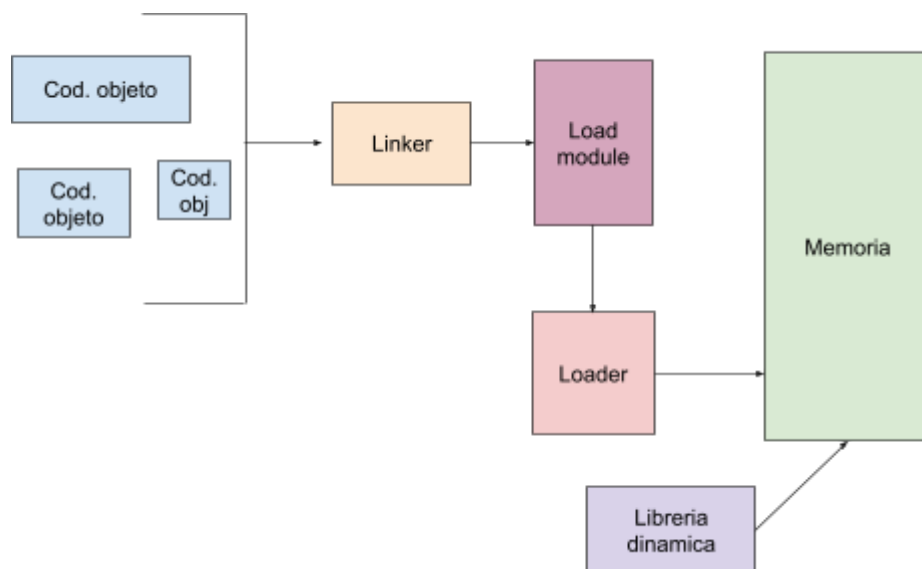 Cod. objeto
Cod.
objeto
Cod.
obj
Linker
Load
module
Loader
Memoria
Libreria
dinamica